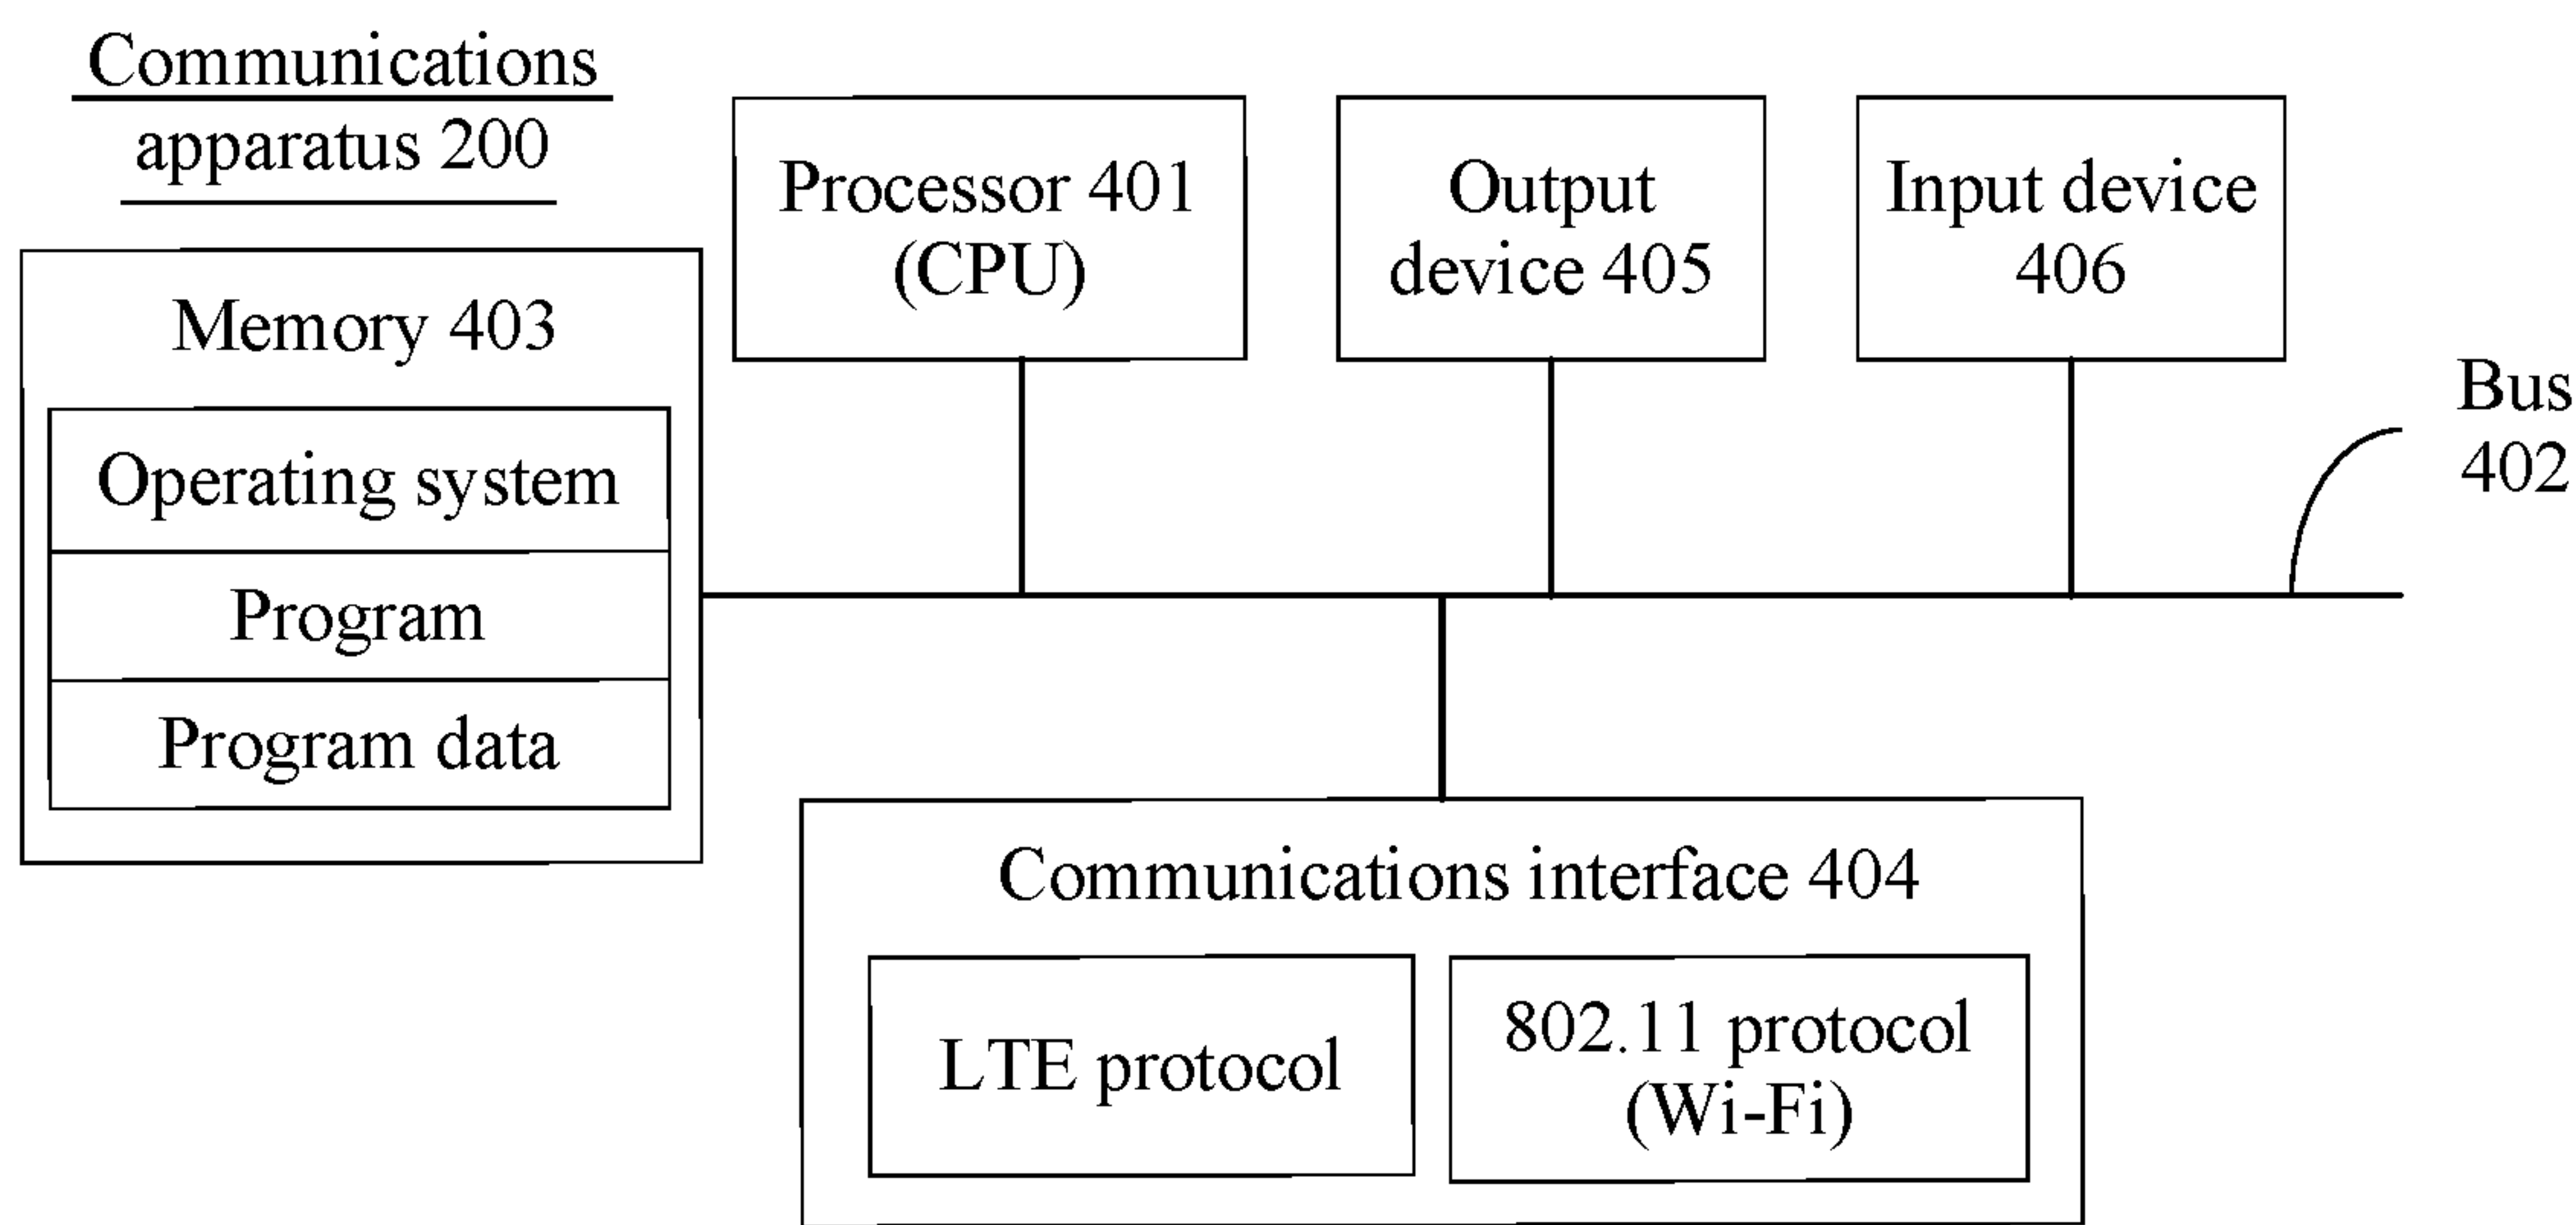 Communications
apparatus 200
Processor 401
(CPU)
Output
device 405
Input device
406
Bus
402
Memory 403
Operating system
Program
Program data
Communications interface 404
LTE protocol
802.11 protocol
(Wi-Fi)